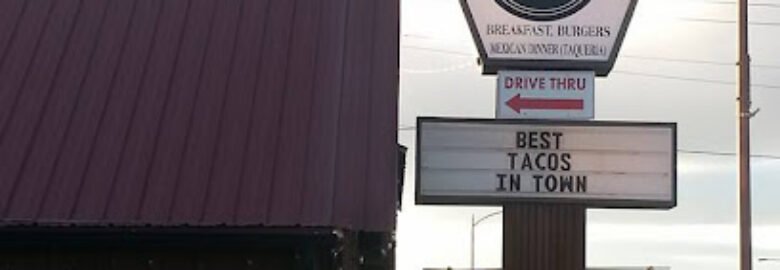 BREAKFAST, BURGERS
MEXICAN DINNER (TAQUERIA)
DRIVE THRU
BEST
TACOS
IN TOWN